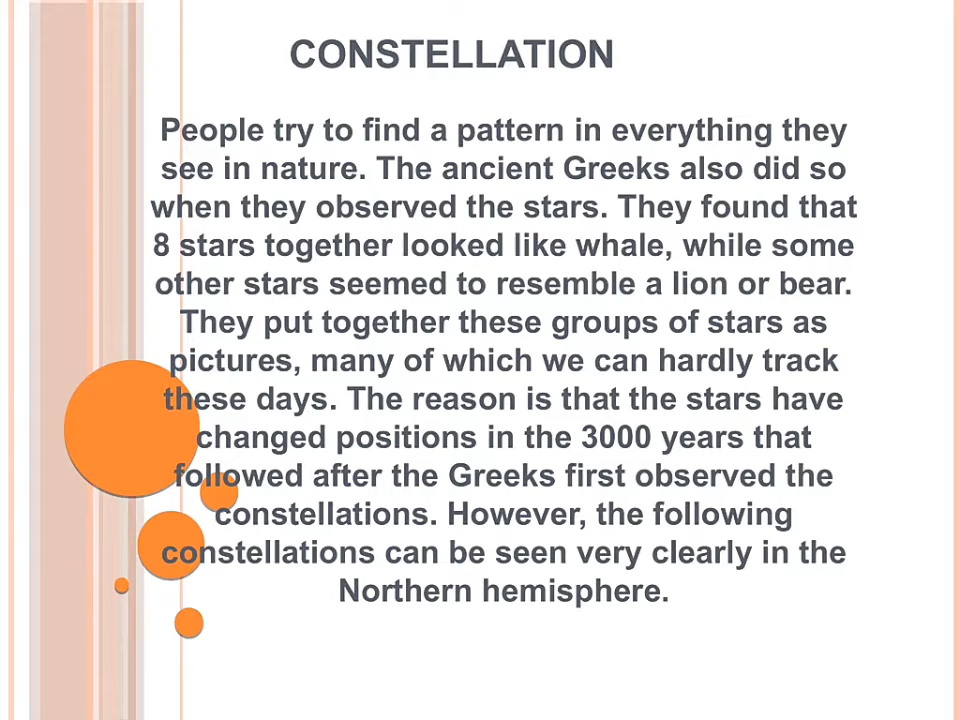 CONSTELLATION
People try to find a pattern in everything they
see in nature. The ancient Greeks also did so
when they observed the stars. They found that
8 stars together looked like whale, while some
other stars seemed to resemble a lion or bear.
They put together these groups of stars as
pictures, many of which we can hardly track
these days. The reason is that the stars have
changed positions in the 3000 years that
followed after the Greeks first observed the
constellations. However, the following
constellations can be seen very clearly in the
Northern hemisphere.